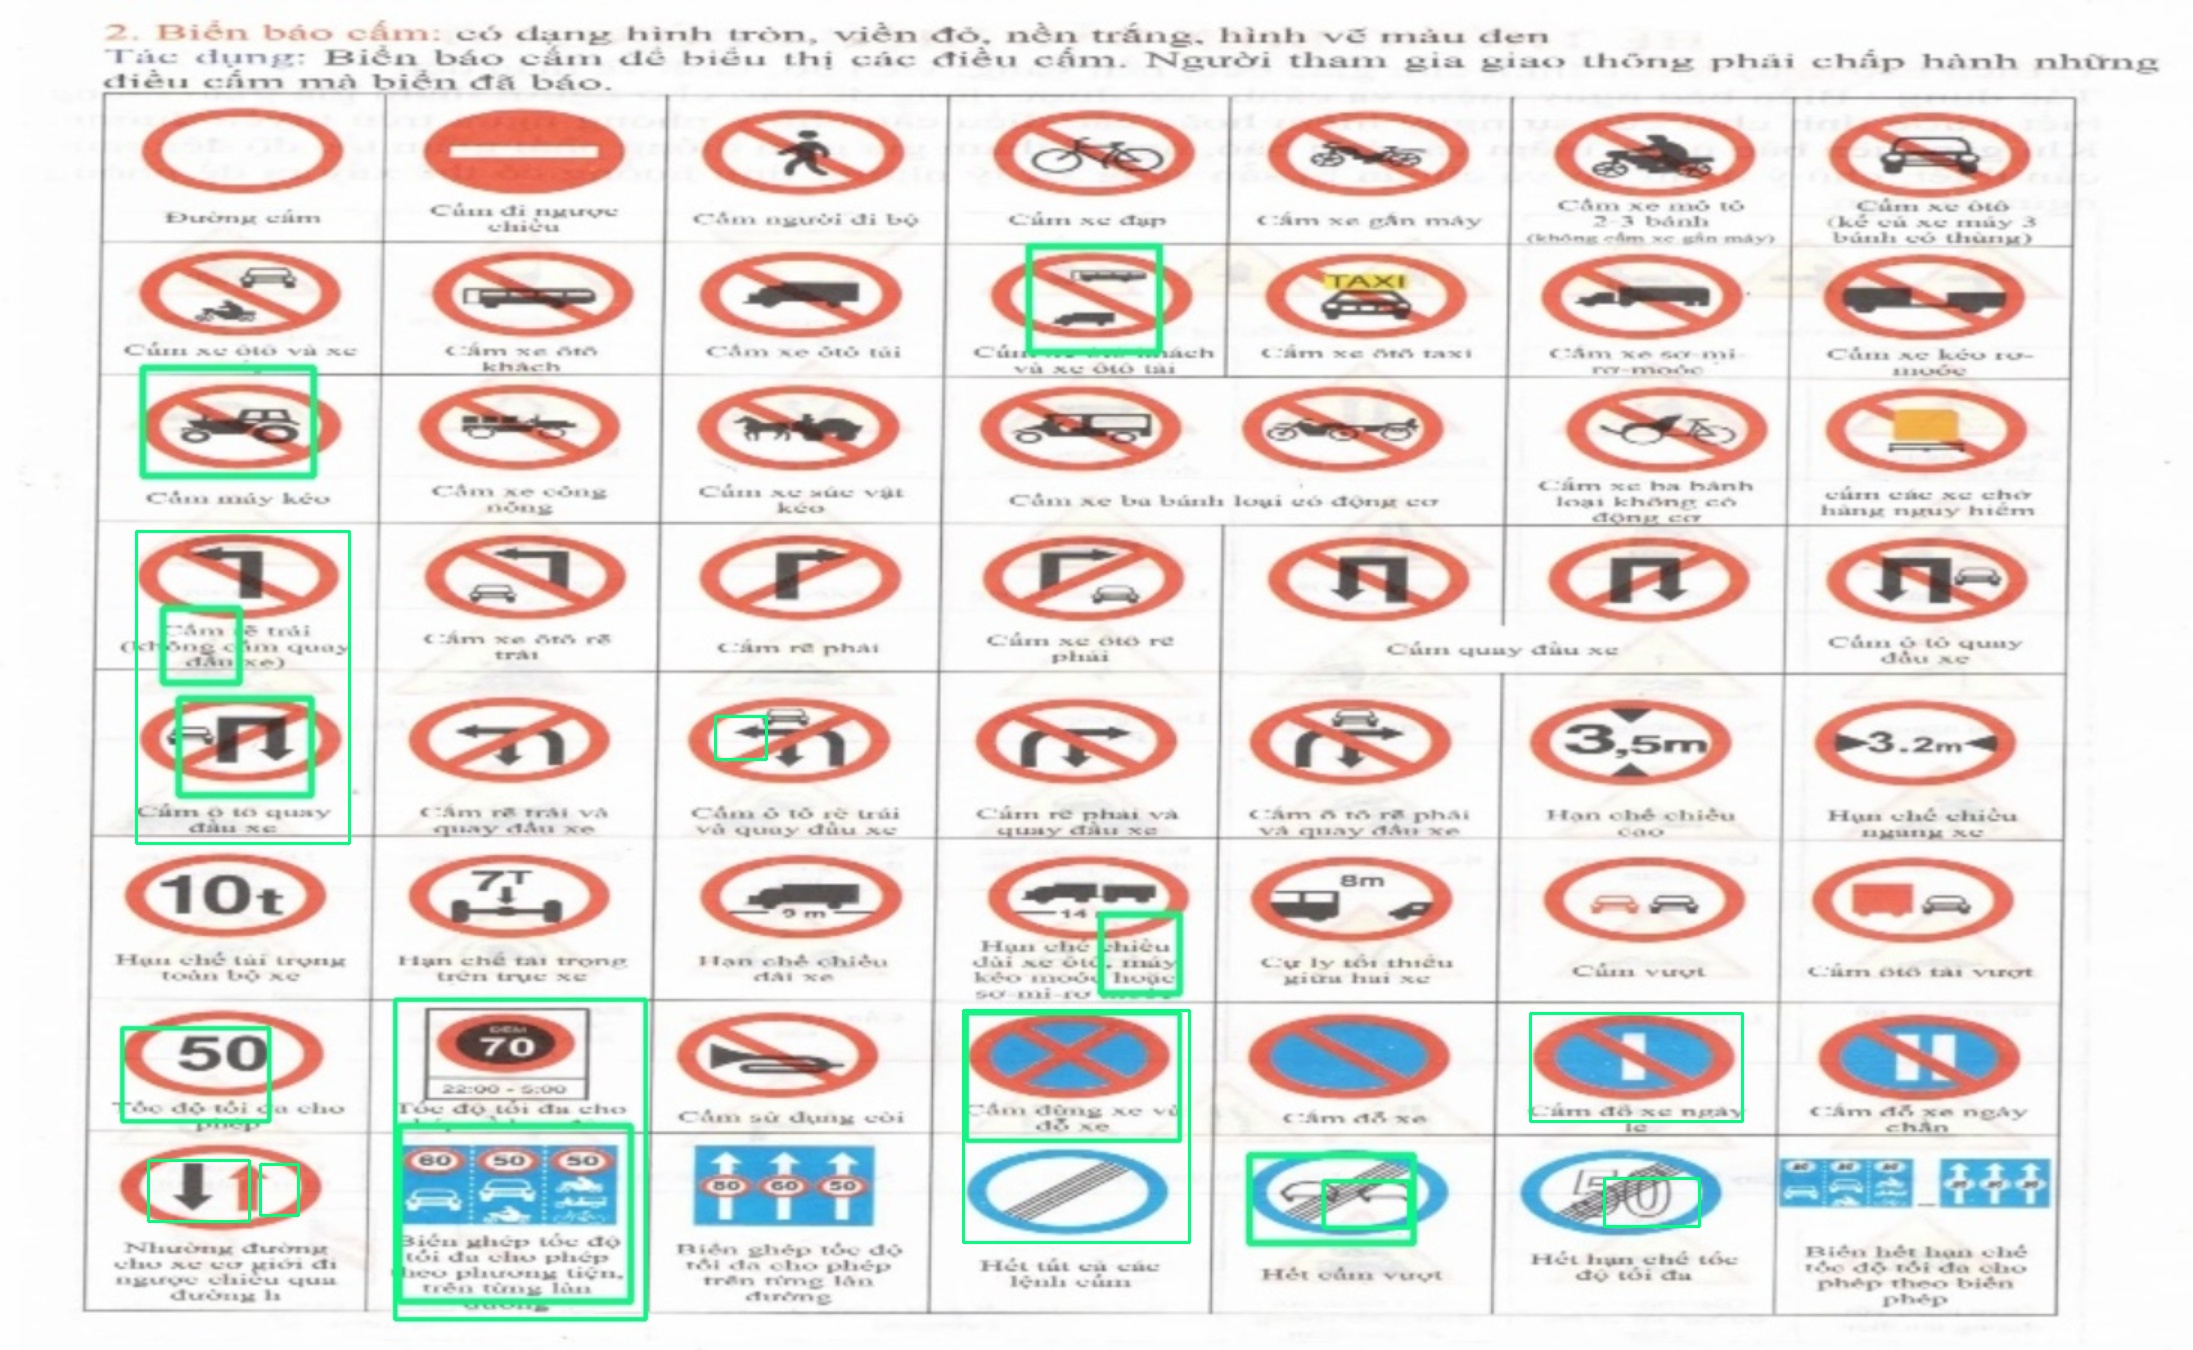 2. Biển báo cấm: có dạng hình tròn, viền đỏ, nền trắng, hình vẽ màu đen
Tác dụng: Biển báo cấm để biểu thị các điều cấm. Người tham gia giao thông phải chấp hành những
điều cấm mà biển đã báo.
Đường cấm
Cấm đi ngược
chiều
Cấm người đi bộ
Cấm xe đạp
Cấm xe gắn máy
Cấm xe mô tô
2-3 bánh
(không cấm xe gắn máy)
Cấm xe ôtô
(kể cả xe máy 3
bánh có thùng)
TAXI
Cấm xe ôtô và xe
Cấm xe ôtô
khách
Cấm xe ôtô tải
khách
và xe ôtô tải
Cấm xe ôtô taxi
Cấm xe sơ-mi-
rơ-moóc
Cấm xe kéo rơ-
moóc
Cấm máy kéo
Cấm xe công
nông
Cấm xe súc vật
kéo
Cấm xe ba bánh loại có động cơ
Cấm xe ba bánh
loại không có
động cơ
cấm các xe chở
hàng nguy hiểm
Cấm rẽ trái
(không cấm quay
đầu xe)
Cấm xe ôtô rẽ
trái
Cấm rẽ phải
Cấm xe ôtô rẽ
phải
Cấm quay đầu xe
Cấm ô tô quay
đầu xe
3,5m
3.2m
Cấm ô tô quay
đầu xe
Cấm rẽ trái và
quay đầu xe
Cấm ô tô rẽ trái
và quay đầu xe
Cấm rẽ phải và
quay đầu xe
Cấm ô tô rẽ phải
và quay đầu xe
Hạn chế chiều
cao
Hạn chế chiều
ngang xe
10t
7T
9 m
14
8m
Hạn chế tải trọng
toàn bộ xe
Hạn chế tải trọng
trên trục xe
Hạn chế chiều
dài xe
Hạn chế chiều
dài xe ôtô, máy
kéo moóc hoặc
sơ-mi-rơ
Cự ly tối thiểu
giữa hai xe
Cấm vượt
Cấm ôtô tải vượt
50
ĐÊM
70
22:00 - 5:00
Tốc độ tối đa cho
phép
Tốc độ tối đa cho
Cấm sử dụng còi
Cấm dừng xe và
đỗ xe
Cấm đỗ xe
Cấm đỗ xe ngày
lẻ
Cấm đỗ xe ngày
chẵn
60 50 50
80 60 50
50
Nhường đường
cho xe cơ giới đi
ngược chiều qua
đường h
Biển ghép tốc độ
tối đa cho phép
theo phương tiện,
trên từng làn
đường
Biển ghép tốc độ
tối đa cho phép
trên từng làn
đường
Hết tất cả các
lệnh cấm
Hết cấm vượt
Hết hạn chế tốc
độ tối đa
Biển hết hạn chế
tốc độ tối đa cho
phép theo biển
phép